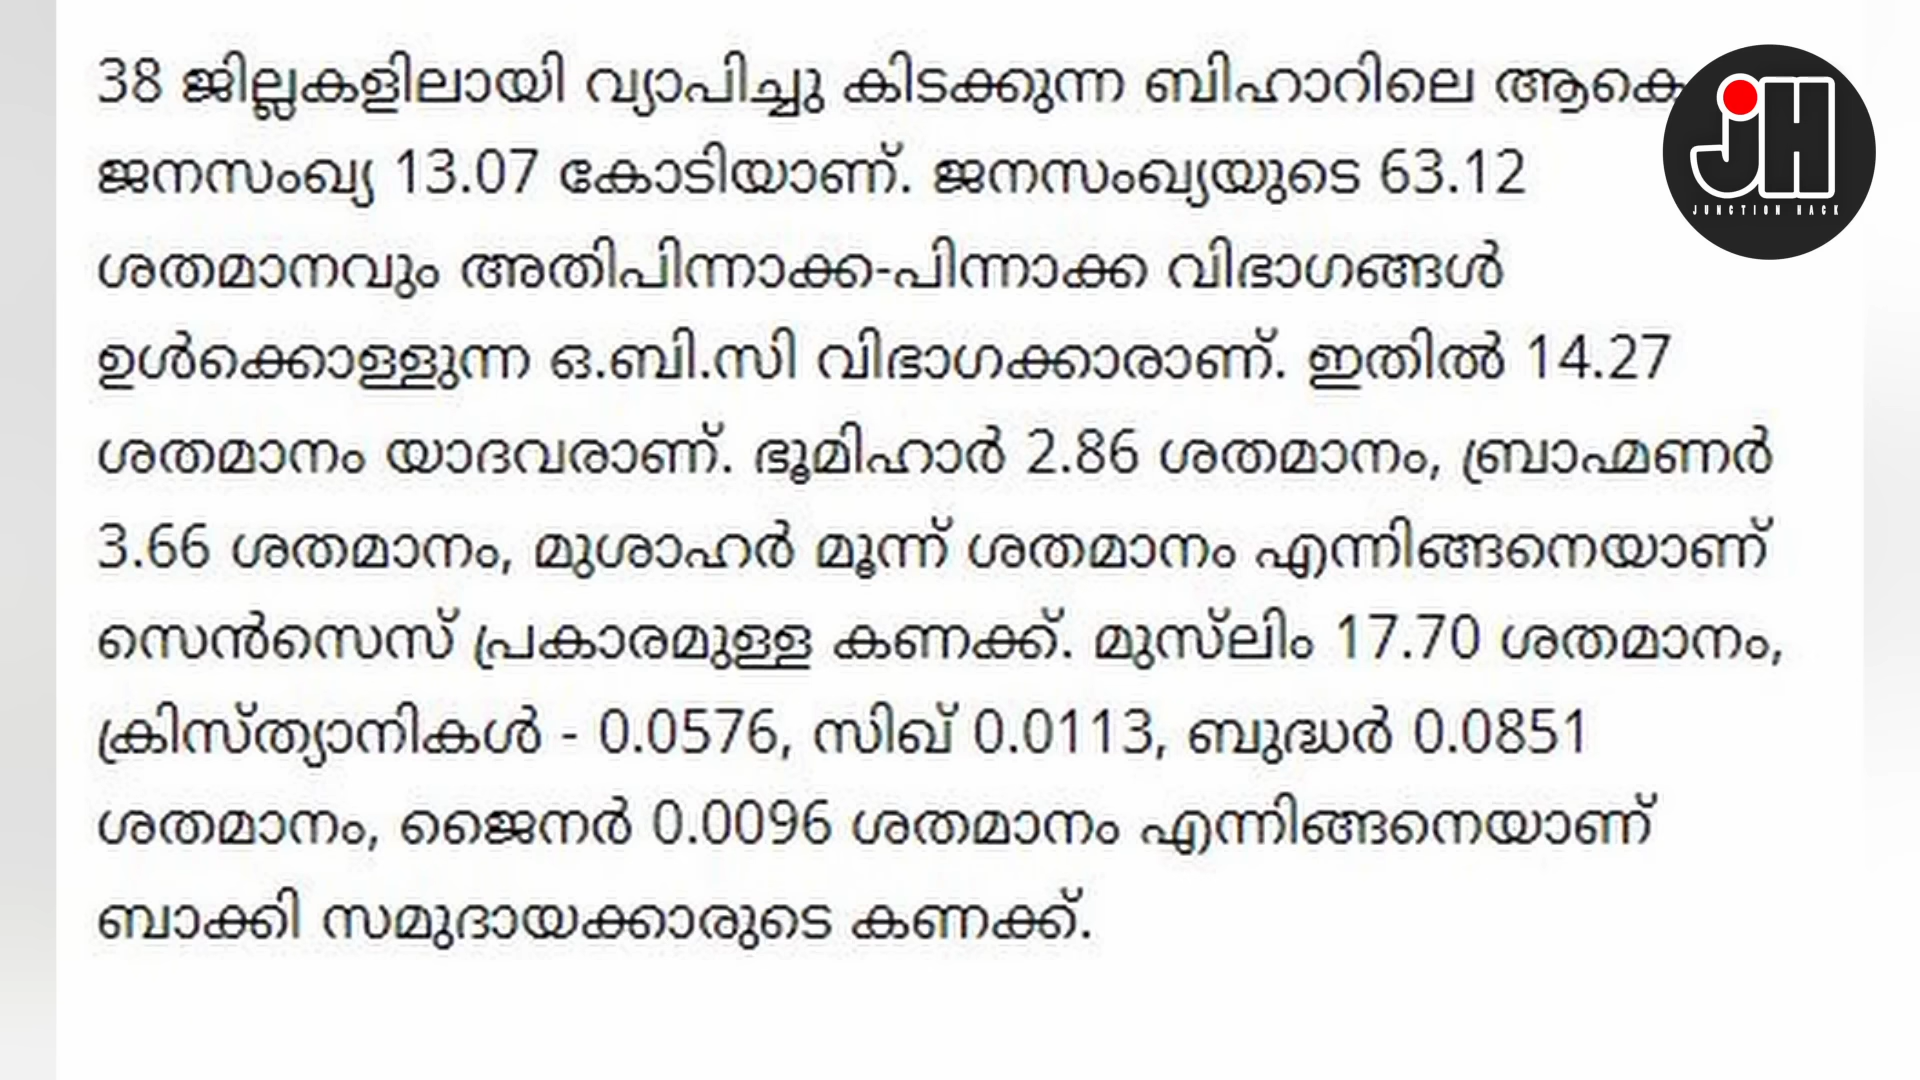 38 ജില്ലകളിലായി വ്യാപിച്ചു കിടക്കുന്ന ബിഹാറിലെ ആകെ
ജനസംഖ്യ 13.07 കോടിയാണ്. ജനസംഖ്യയുടെ 63.12
ശതമാനവും അതിപിന്നാക്ക-പിന്നാക്ക വിഭാഗങ്ങൾ
ഉൾക്കൊള്ളുന്ന ഒ.ബി.സി വിഭാഗക്കാരാണ്. ഇതിൽ 14.27
ശതമാനം യാദവരാണ്. ഭൂമിഹാർ 2.86 ശതമാനം, ബ്രാഹ്മണർ
3.66 ശതമാനം, മുശാഹർ മൂന്ന് ശതമാനം എന്നിങ്ങനെയാണ്
സെൻസെസ് പ്രകാരമുള്ള കണക്ക്. മുസ്‌ലിം 17.70 ശതമാനം,
ക്രിസ്ത്യാനികൾ - 0.0576, സിഖ് 0.0113, ബുദ്ധർ 0.0851
ശതമാനം, ജൈനർ 0.0096 ശതമാനം എന്നിങ്ങനെയാണ്
ബാക്കി സമുദായക്കാരുടെ കണക്ക്.
jH
JUNCTION HACK